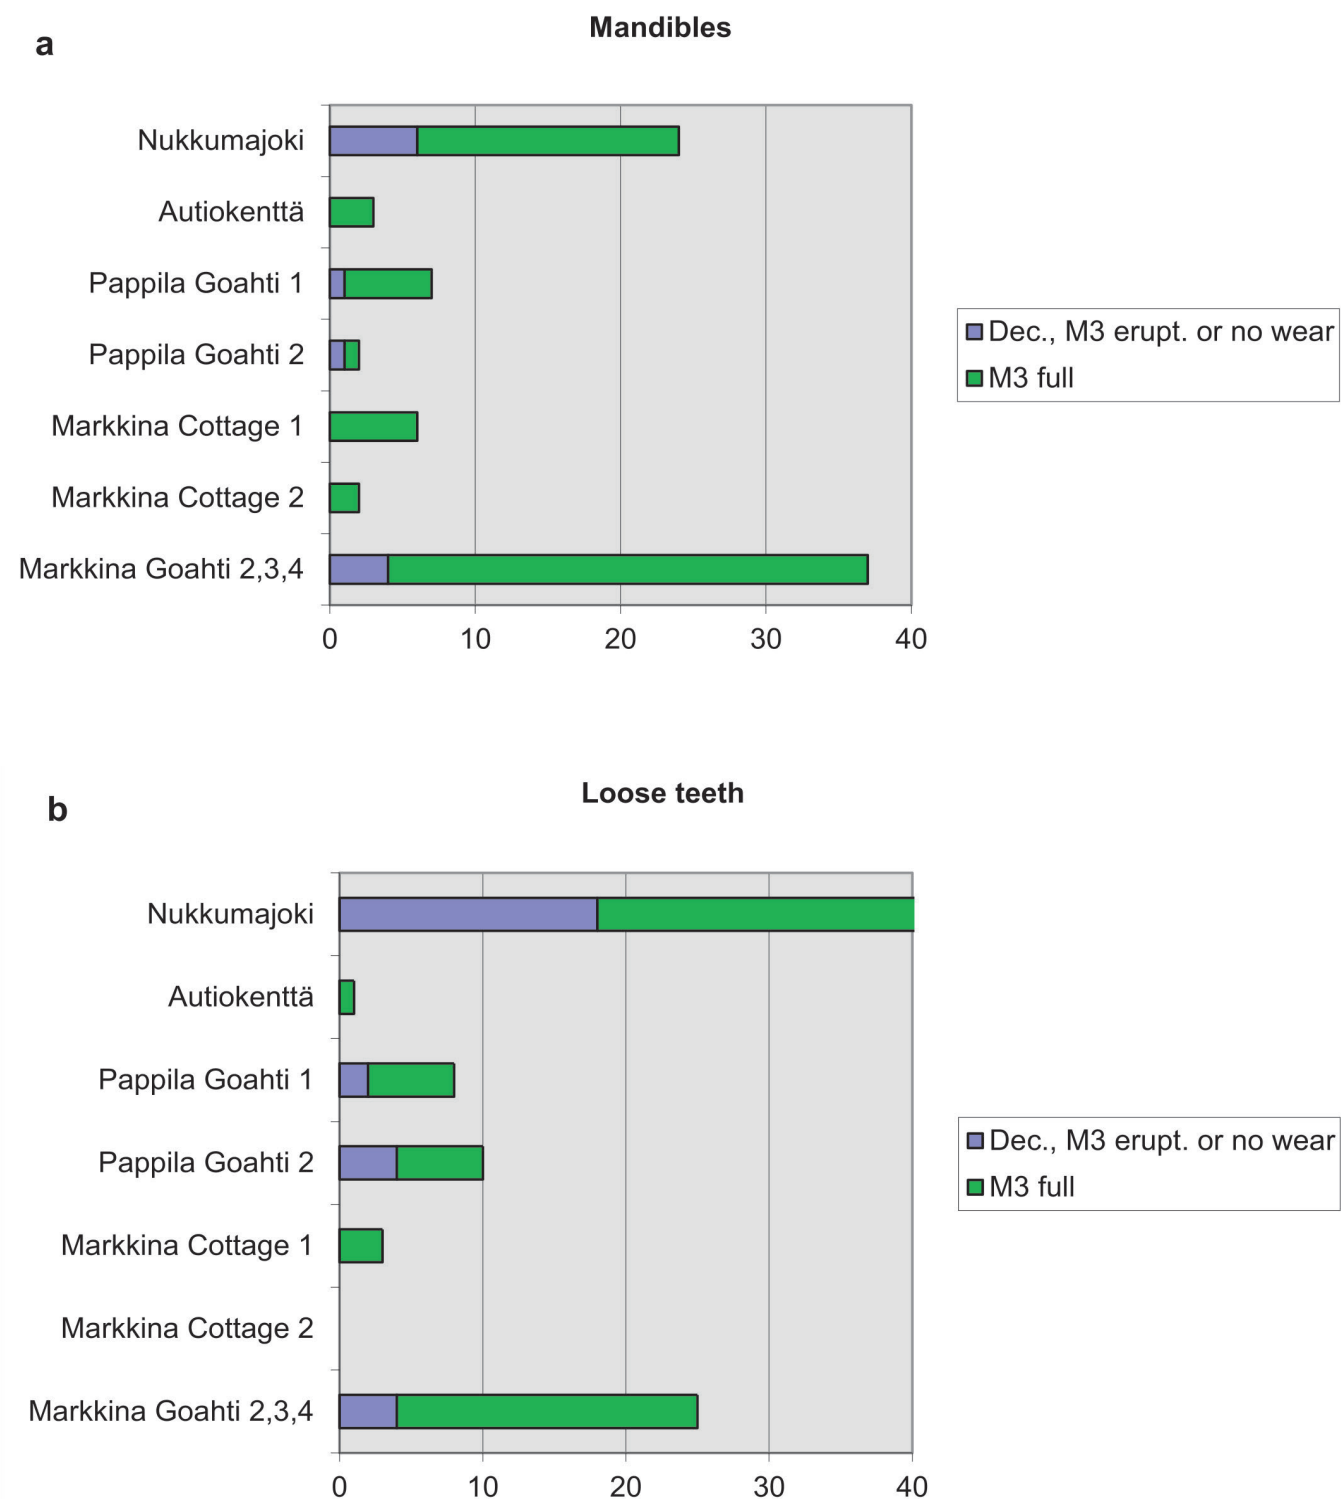 a
Mandibles
Nukkumajoki
Autiokenttä
Pappila Goahti 1
Pappila Goahti 2
Markkina Cottage 1
Markkina Cottage 2
Markkina Goahti 2,3,4
0 10 20 30 40
Dec., M3 erupt. or no wear
M3 full
b
Loose teeth
Nukkumajoki
Autiokenttä
Pappila Goahti 1
Pappila Goahti 2
Markkina Cottage 1
Markkina Cottage 2
Markkina Goahti 2,3,4
0 10 20 30 40
Dec., M3 erupt. or no wear
M3 full